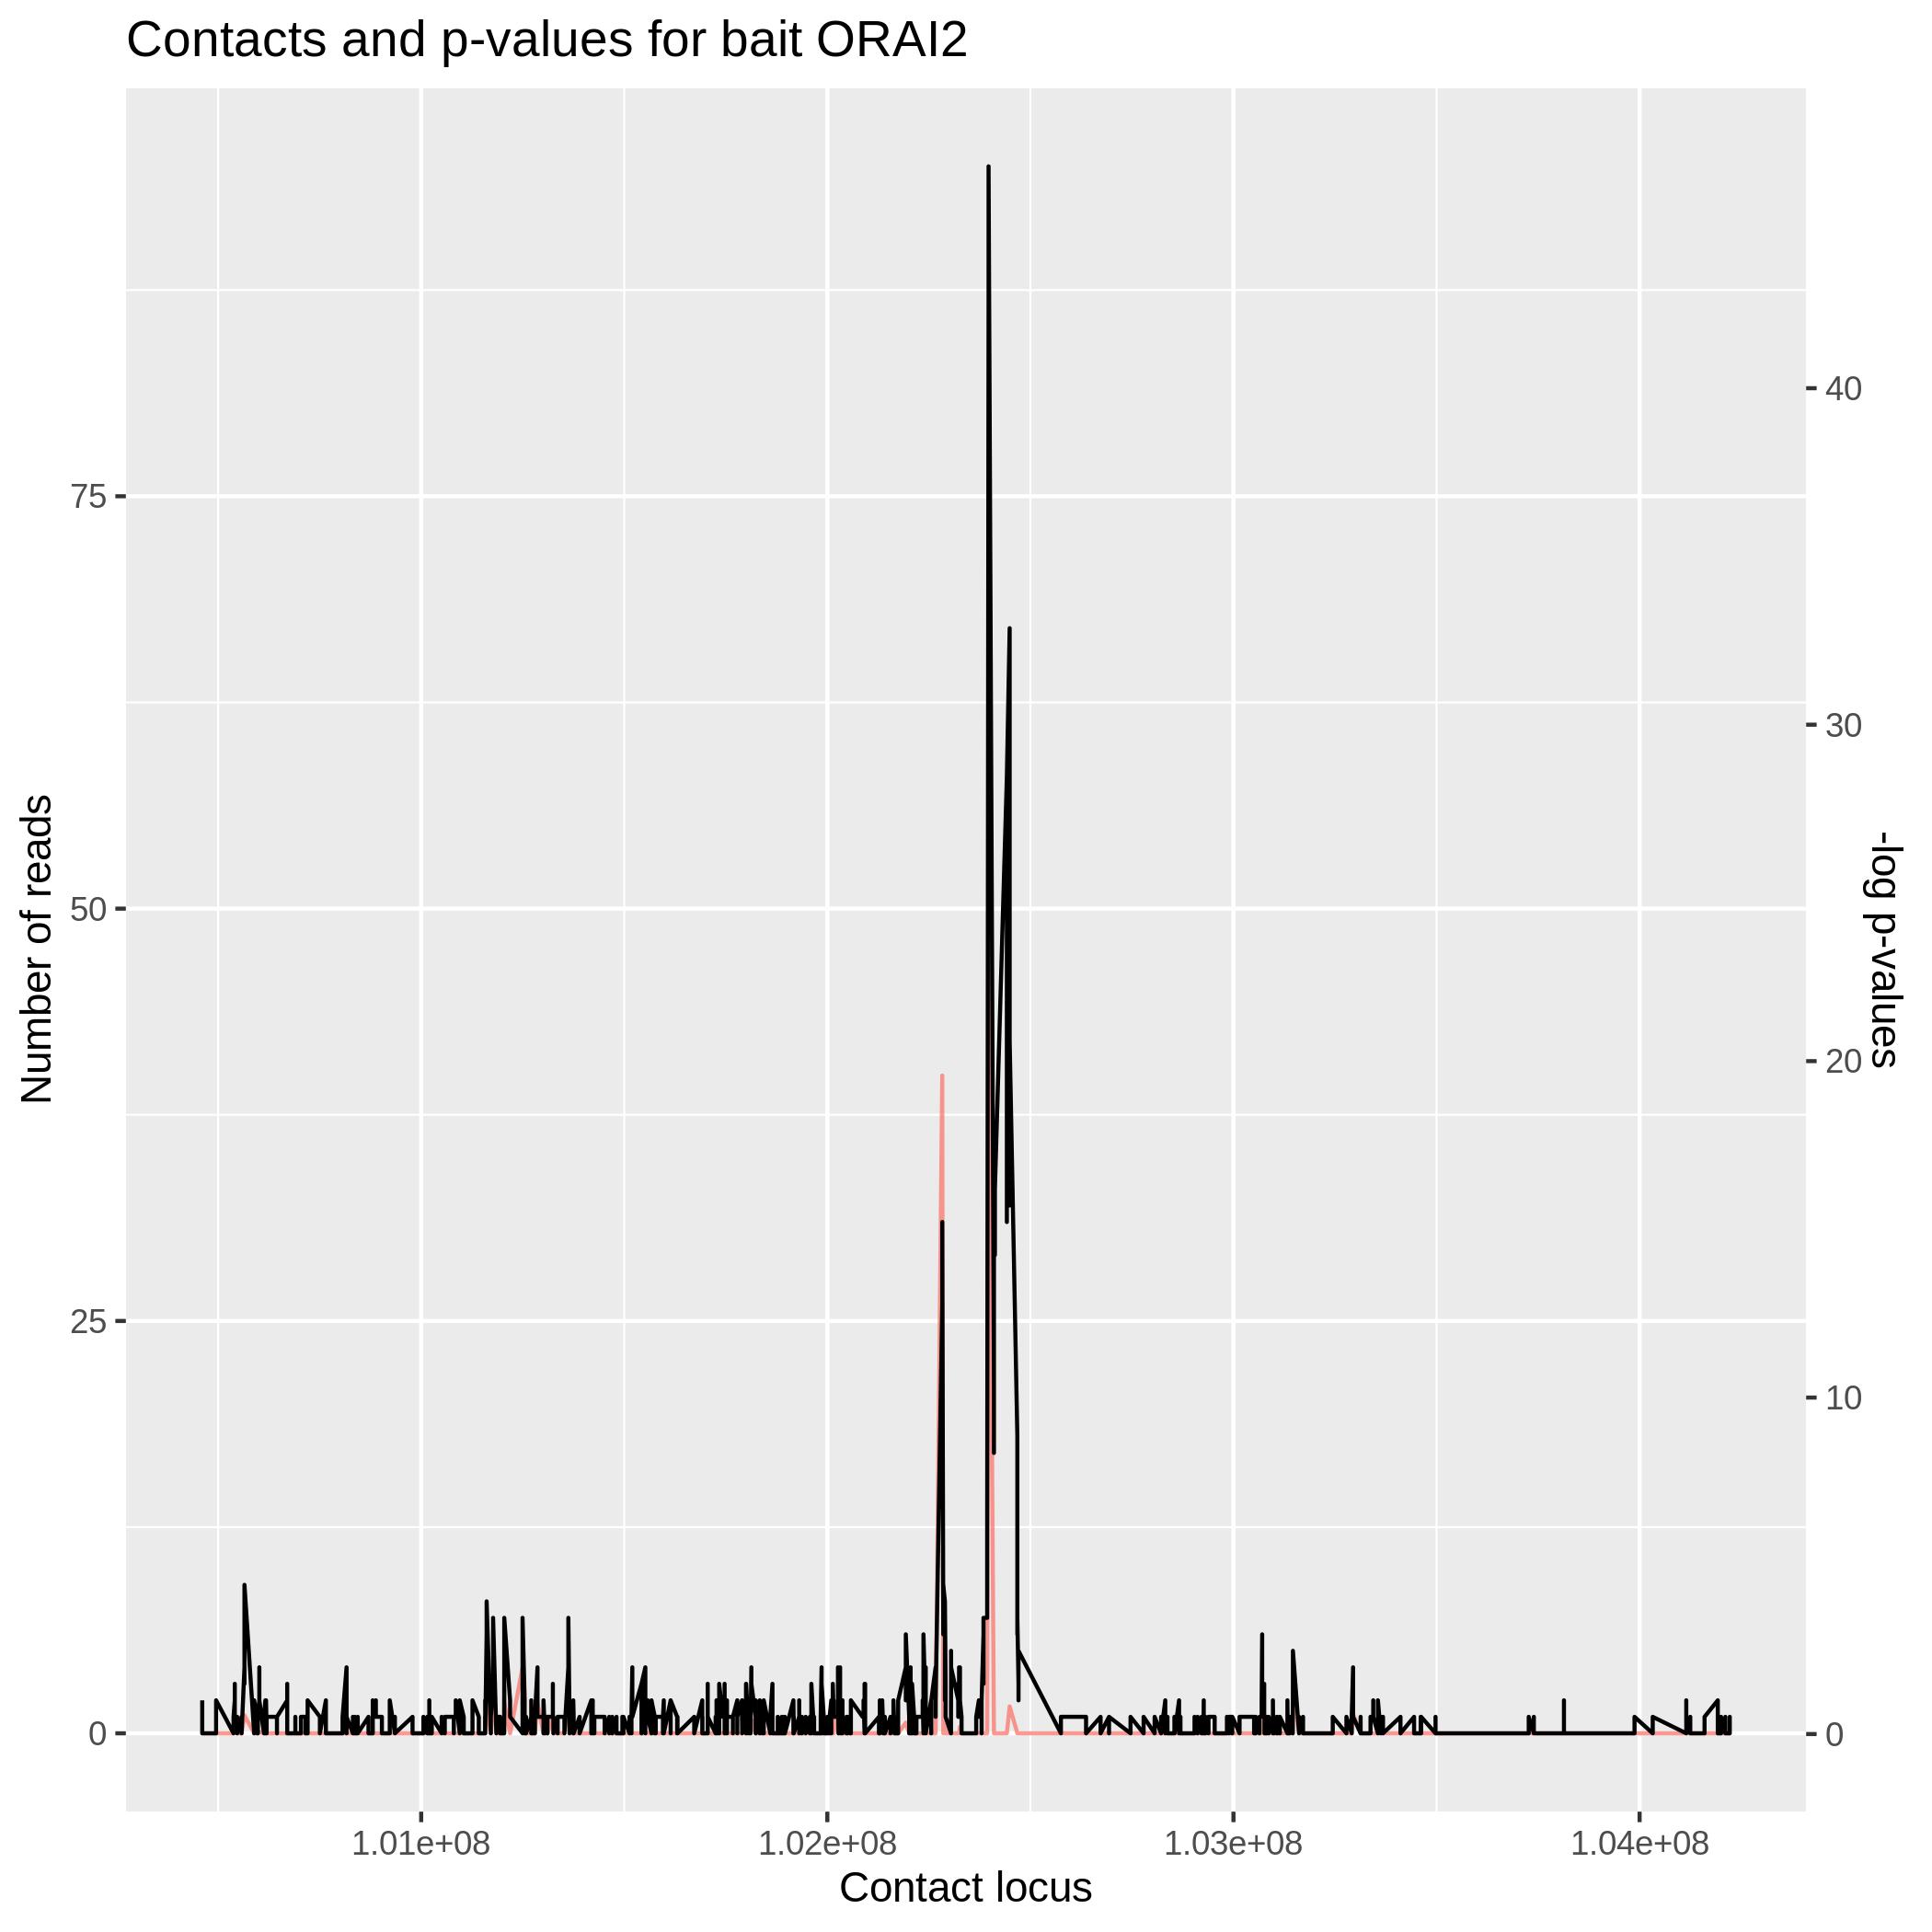 Contacts and p-values for bait ORAI2
Number of reads
75
50
25
0
40
30
20
10
0
-log p-values
1.01e+08 1.02e+08 1.03e+08 1.04e+08
Contact locus